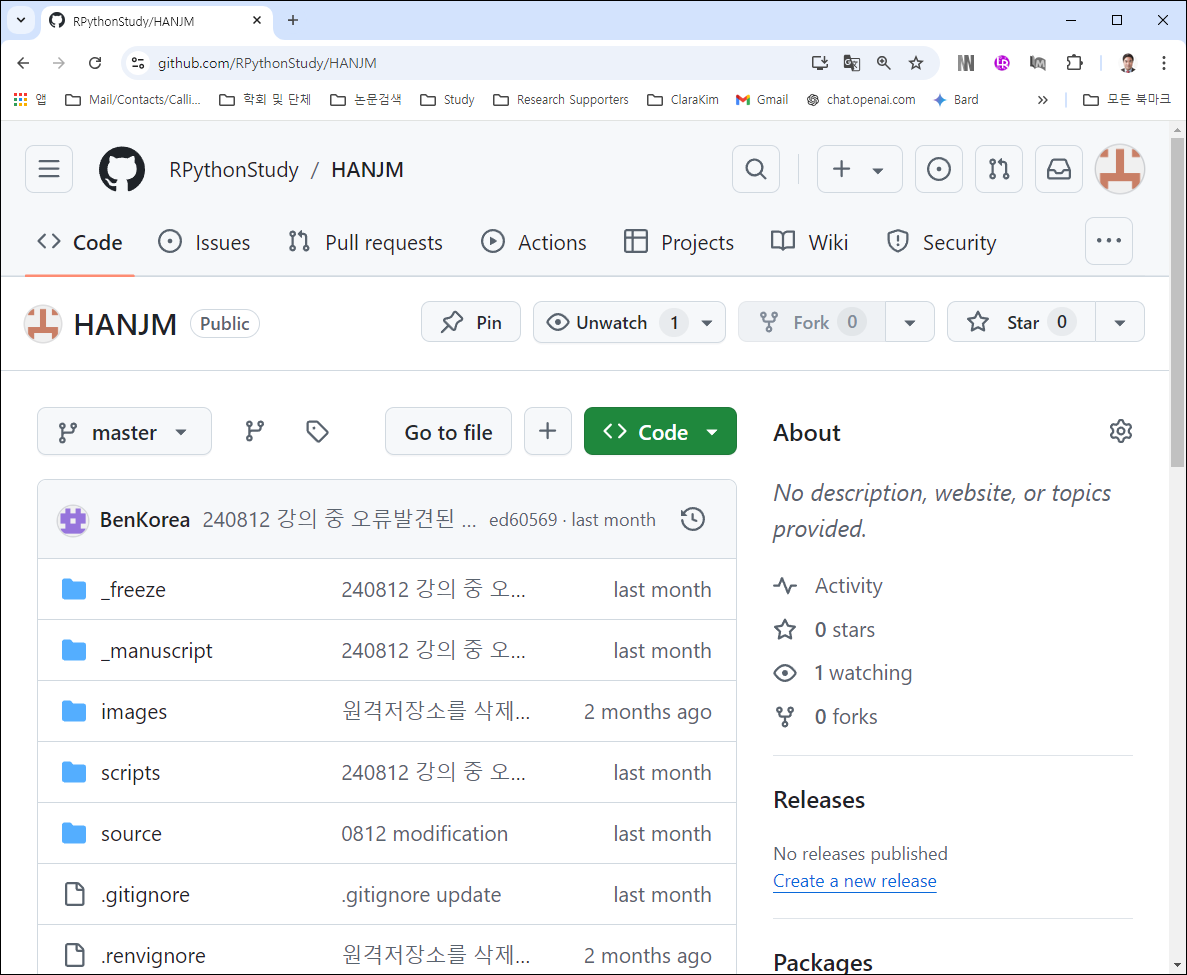 RPythonStudy/HANJM
github.com/RPythonStudy/HANJM
앱 Mail/Contacts/Calli... 학회 및 단체 논문검색 Study Research Supporters ClaraKim Gmail chat.openai.com Bard » 모든 북마크
RPythonStudy / HANJM
Code Issues Pull requests Actions Projects Wiki Security
HANJM Public Pin Unwatch 1 Fork 0 Star 0
master Go to file Code
BenKorea 240812 강의 중 오류발견된 ... ed60569 · last month
_freeze 240812 강의 중 오... last month
_manuscript 240812 강의 중 오... last month
images 원격저장소를 삭제... 2 months ago
scripts 240812 강의 중 오... last month
source 0812 modification last month
.gitignore .gitignore update last month
.renvignore 원격저장소를 삭제... 2 months ago
About
No description, website, or topics
provided.
Activity
0 stars
1 watching
0 forks
Releases
No releases published
Create a new release
Packages